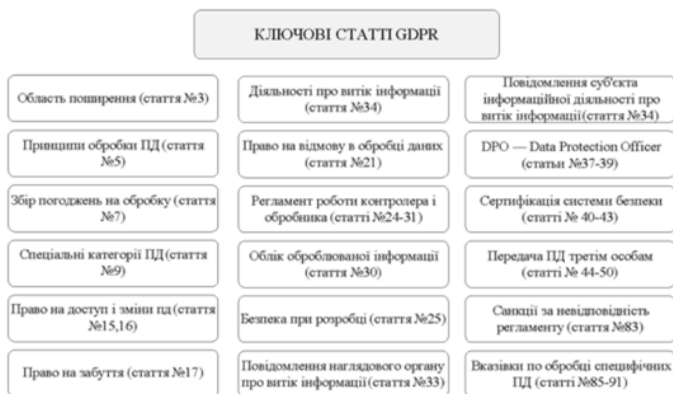 КЛЮЧОВІ СТАТТІ GDPR
Область поширення (стаття №3)
Принципи обробки ПД (стаття
№5)
Збір погоджень на обробку (стаття
№7)
Спеціальні категорії ПД (стаття
№9)
Право на доступ і зміни пд (стаття
№15,16)
Право на забуття (стаття №17)
Діяльності про витік інформації
(стаття №34)
Право на відмову в обробці даних
(стаття №21)
Регламент роботи контролера і
обробника (статті №24-31)
Облік оброблюваної інформації
(стаття №30)
Безпека при розробці (стаття №25)
Повідомлення наглядового органу
про витік інформації (стаття №33)
Повідомлення суб'єкта
інформаційної діяльності про
витік інформації (стаття №34)
DPO — Data Protection Officer
(статьи №37-39)
Сертифікація системи безпеки
(статті № 40-43)
Передача ПД третім особам
(статті № 44-50)
Санкції за невідповідність
регламенту (стаття №83)
Вказівки по обробці специфічних
ПД (статті №85-91)